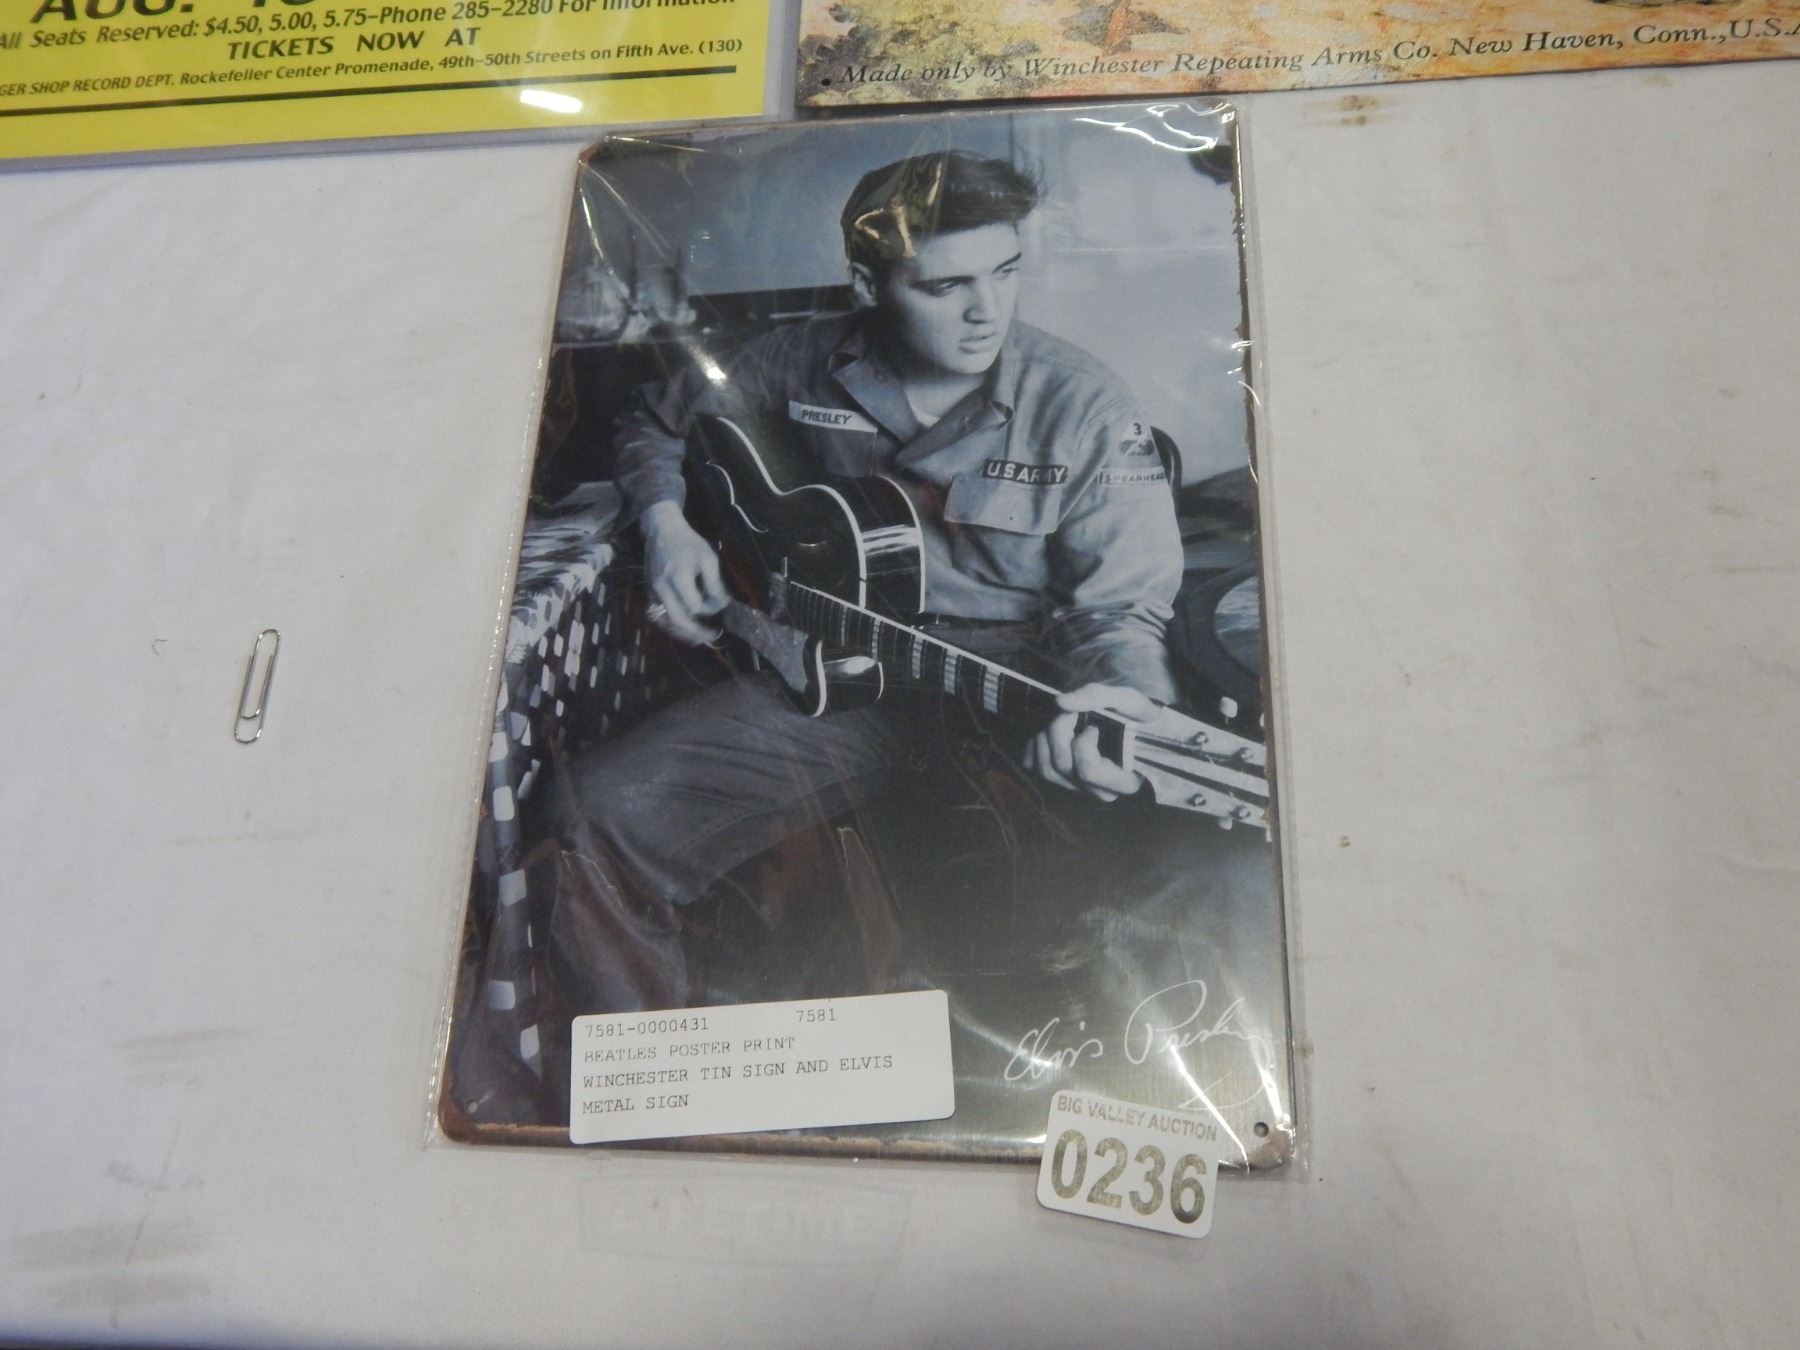 AUG.
All Seats Reserved: $4.50, 5.00, 5.75-Phone 285-2280 For Information
TICKETS NOW AT
GER SHOP RECORD DEPT. Rockefeller Center Promenade, 49th-50th Streets on Fifth Ave. (130)
Made only by Winchester Repeating Arms Co. New Haven, Conn., U.S.A
PRESLEY
3
U.S ARMY
SPEARHEAD
Elvis Presley
7581-0000431 7581
BEATLES POSTER PRINT
WINCHESTER TIN SIGN AND ELVIS
METAL SIGN
BIG VALLEY AUCTION
0236